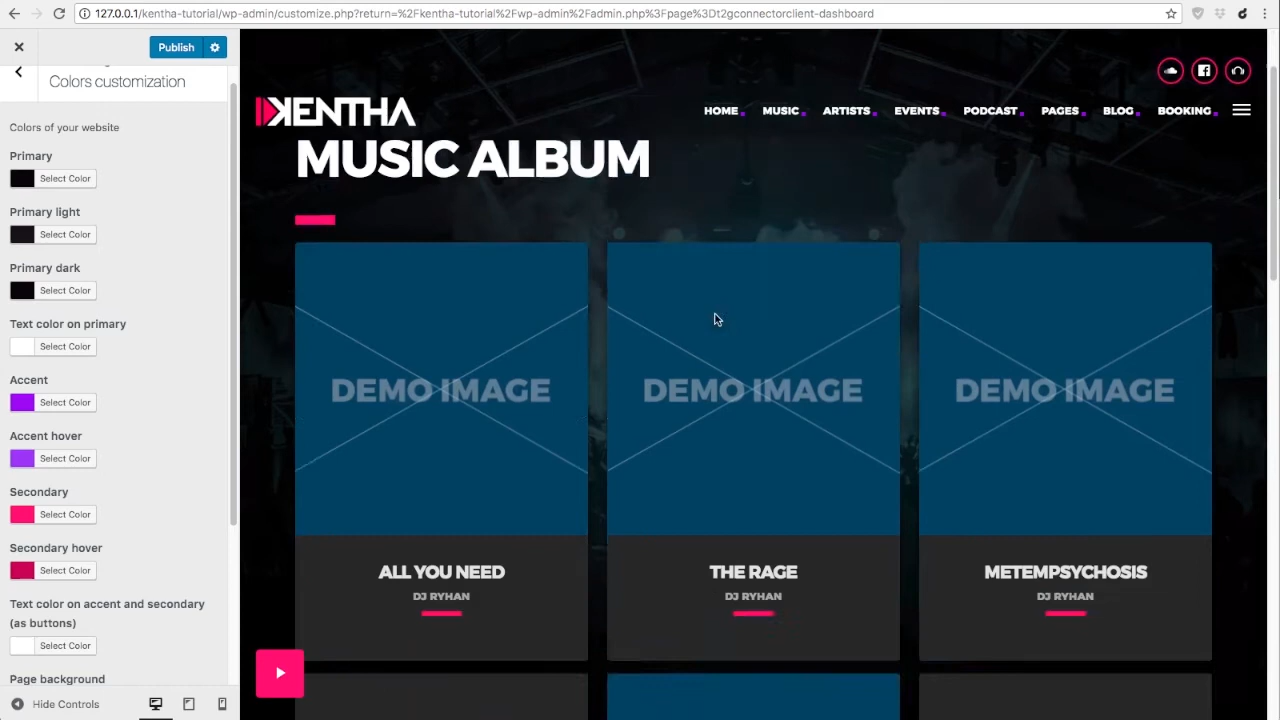 127.0.0.1/kentha-tutorial/wp-admin/customize.php?return=%2Fkentha-tutorial%2Fwp-admin%2Fadmin.php%3Fpage%3Dt2gconnectorclient-dashboard
Publish
Colors customization
Colors of your website
Primary
Select Color
Primary light
Select Color
Primary dark
Select Color
Text color on primary
Select Color
Accent
Select Color
Accent hover
Select Color
Secondary
Select Color
Secondary hover
Select Color
Text color on accent and secondary
(as buttons)
Select Color
Page background
Hide Controls
KENTHA
HOME MUSIC ARTISTS EVENTS PODCAST PAGES BLOG BOOKING
MUSIC ALBUM
DEMO IMAGE DEMO IMAGE DEMO IMAGE
ALL YOU NEED THE RAGE METEMPSYCHOSIS
DJ RYHAN DJ RYHAN DJ RYHAN